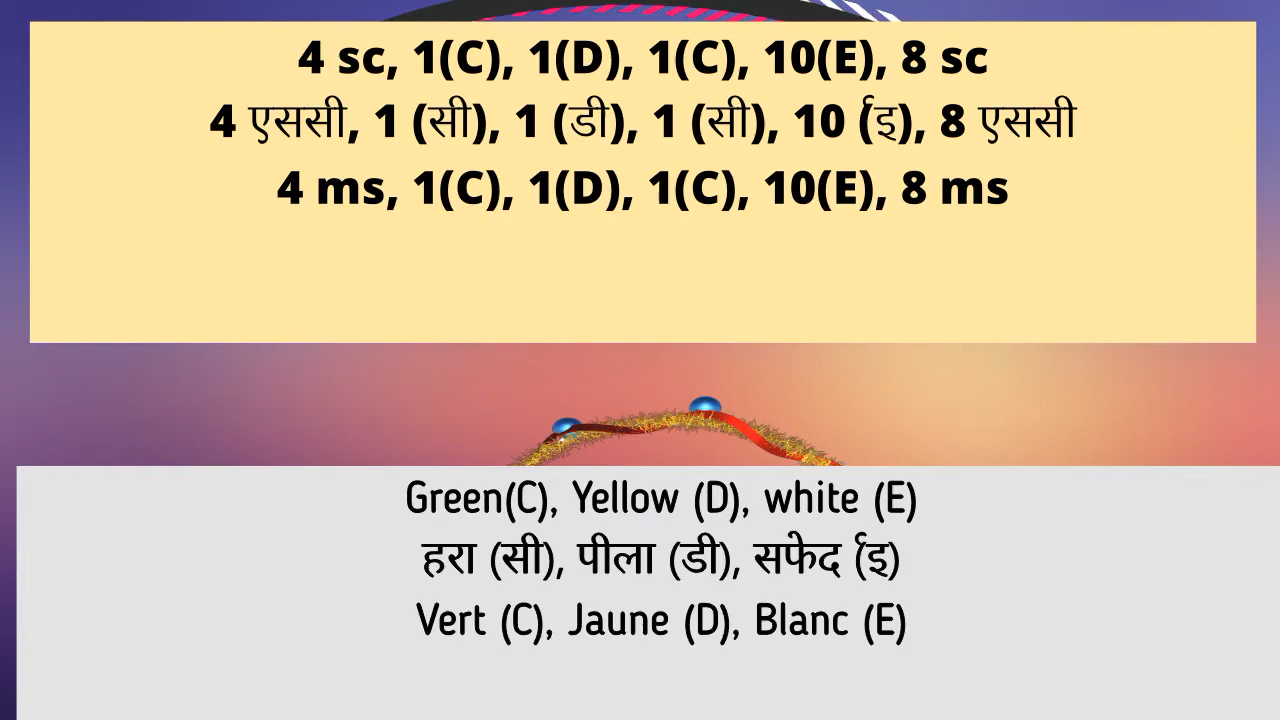 4 sc, 1(C), 1(D), 1(C), 10(E), 8 sc
4 एससी, 1 (सी), 1 (डी), 1 (सी), 10 (र्इ), 8 एससी
4 ms, 1(C), 1(D), 1(C), 10(E), 8 ms
Green(C), Yellow (D), white (E)
हरा (सी), पीला (डी), सफेद (र्इ)
Vert (C), Jaune (D), Blanc (E)